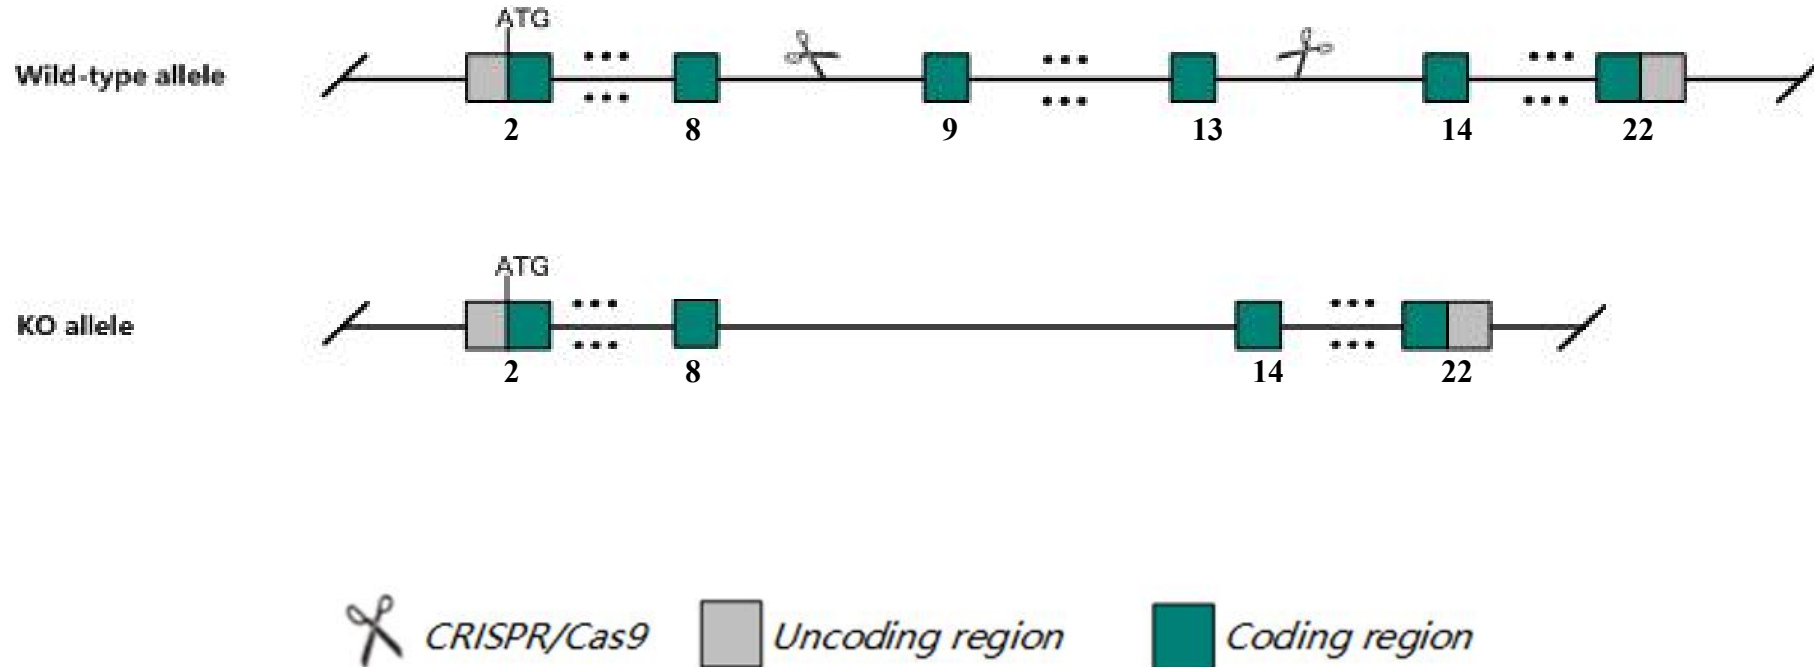 ATG
Wild-type allele
2 8 9 13 14 22
ATG
KO allele
2 8 14 22
CRISPR/Cas9 Uncoding region Coding region